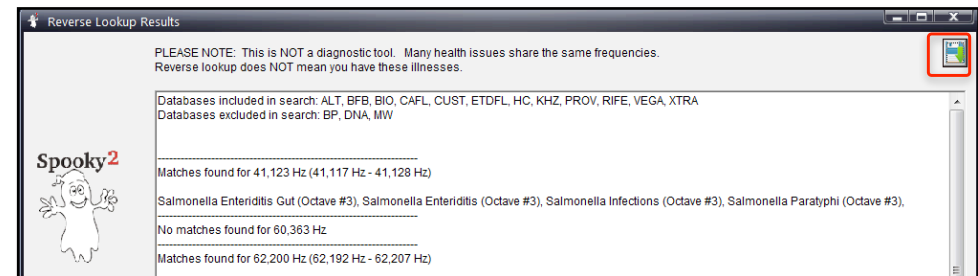 Reverse Lookup Results
PLEASE NOTE: This is NOT a diagnostic tool. Many health issues share the same frequencies.
Reverse lookup does NOT mean you have these illnesses.
Databases included in search: ALT, BFB, BIO, CAFL, CUST, ETDFL, HC, KHZ, PROV, RIFE, VEGA, XTRA
Databases excluded in search: BP, DNA, MW
Spooky2
Matches found for 41,123 Hz (41,117 Hz - 41,128 Hz)
Salmonella Enteriditis Gut (Octave #3), Salmonella Enteriditis (Octave #3), Salmonella Infections (Octave #3), Salmonella Paratyphi (Octave #3),
No matches found for 60,363 Hz
Matches found for 62,200 Hz (62,192 Hz - 62,207 Hz)